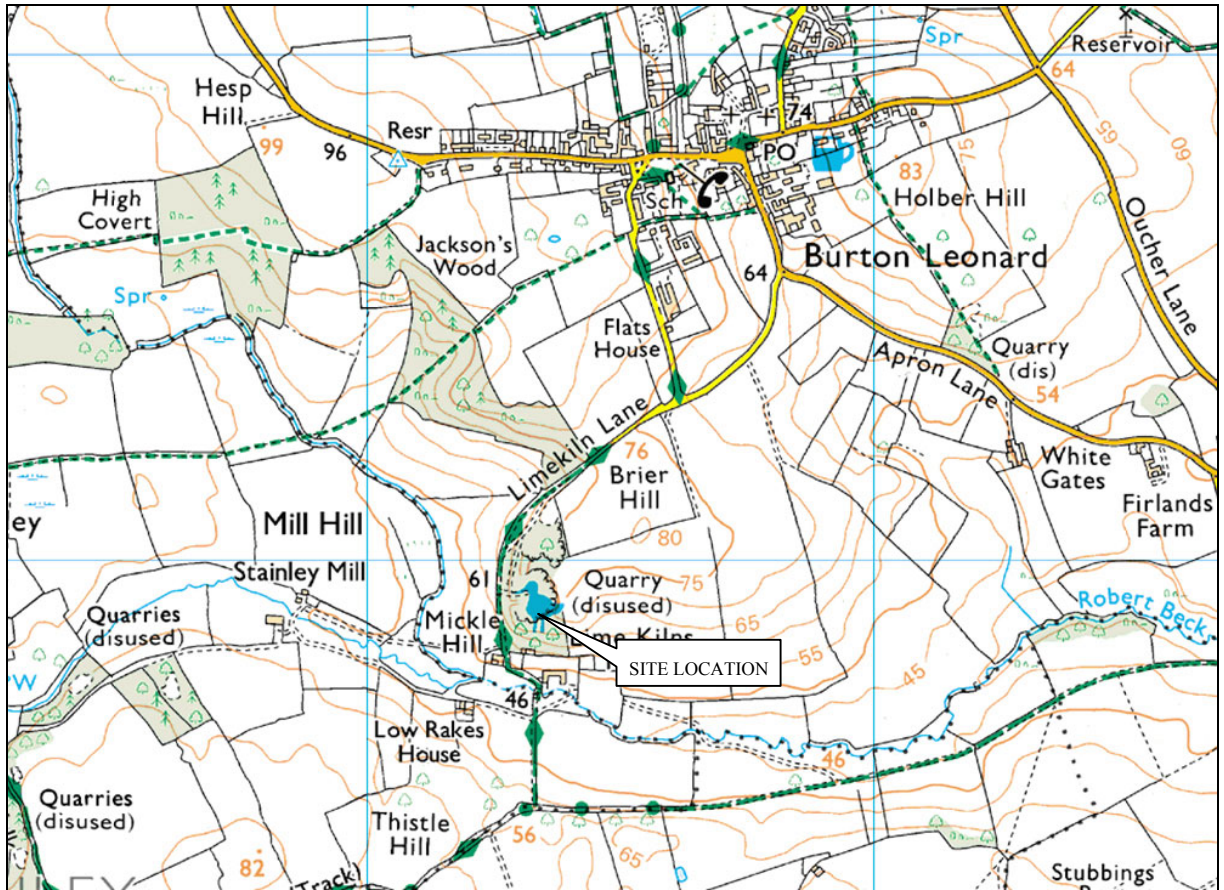 Spr
Reservoir
64
Hesp
Hill
99
96
Resr
74
PO
83
75
65
60
High
Covert
Sch
Holber Hill
Jackson's
Wood
Oucher Lane
Burton Leonard
64
Spr
Flats
House
Quarry
(dis)
54
Apron Lane
Limekiln Lane
76
Brier
Hill
White
Gates
Firlands
Farm
ey
Mill Hill
80
Stainley Mill
61
Quarry
(disused)
75
Quarries
(disused)
Mickle
Hill
Lime Kilns
65
Robert Beck
SITE LOCATION
55
45
PW
46
Low Rakes
House
46
Quarries
(disused)
Thistle
Hill
56
65
82
(Track)
Stubbings